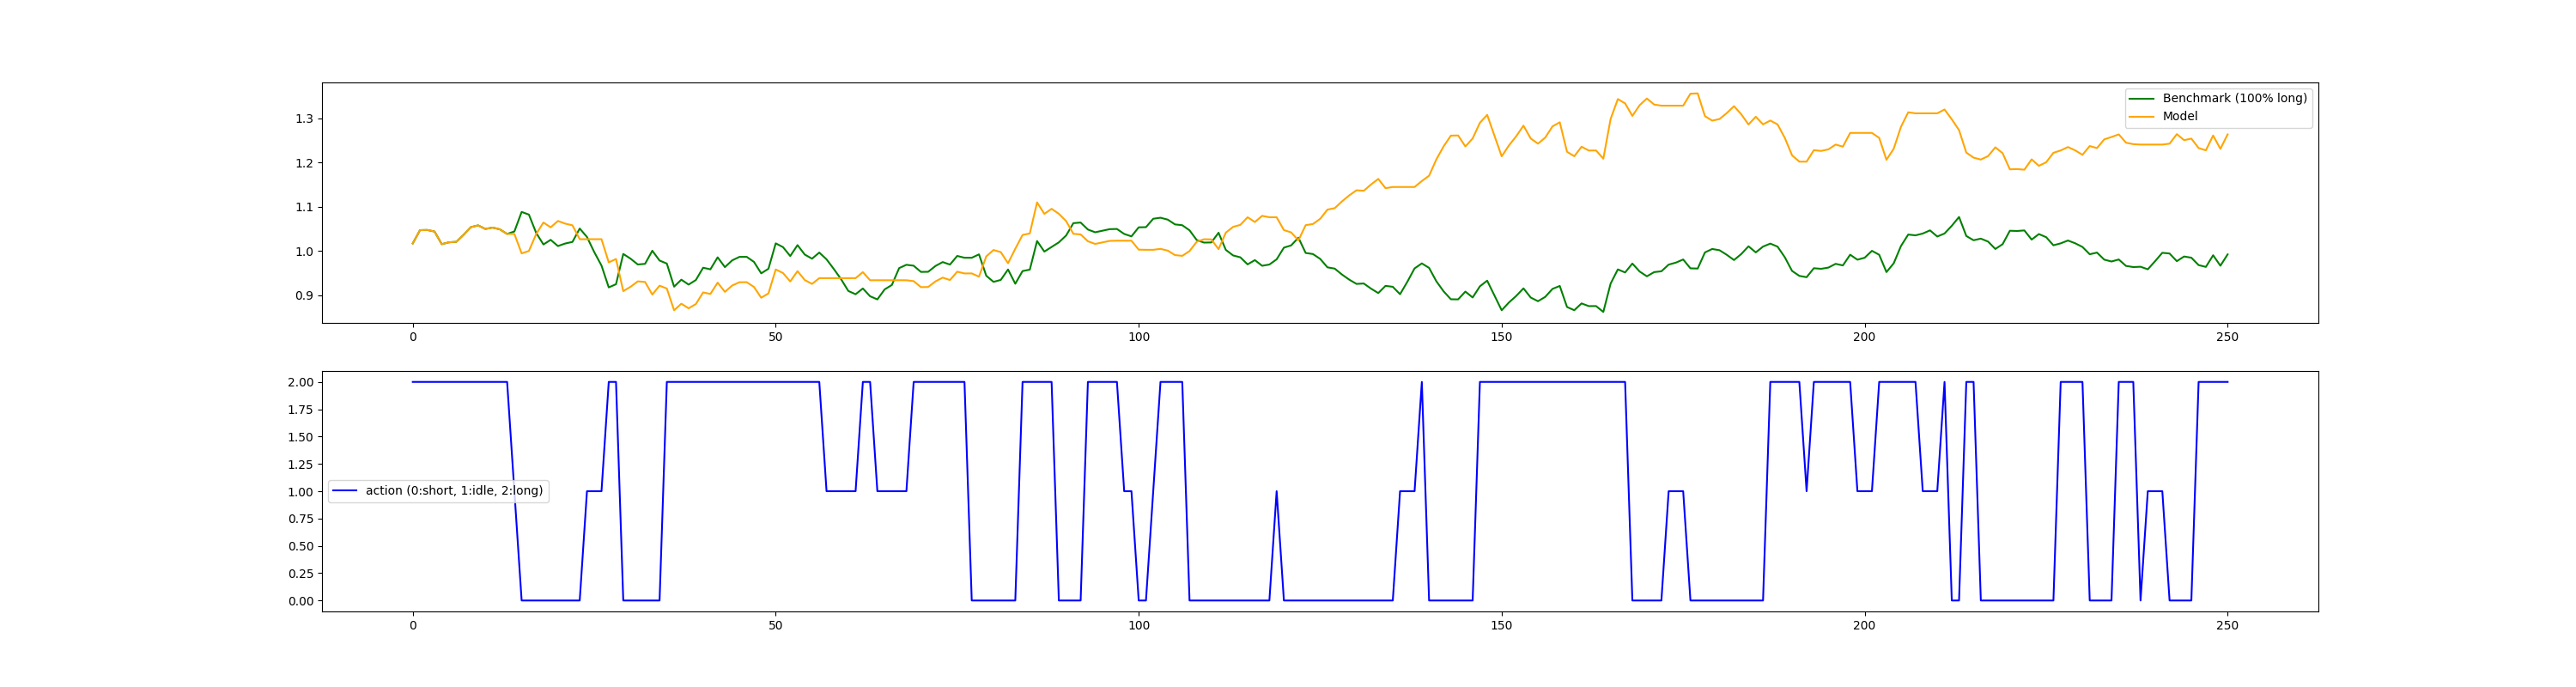 1.3
1.2
1.1
1.0
0.9
Benchmark (100% long)
Model
0 50 100 150 200 250
2.00
1.75
1.50
1.25
1.00
0.75
0.50
0.25
0.00
action (0:short, 1:idle, 2:long)
0 50 100 150 200 250